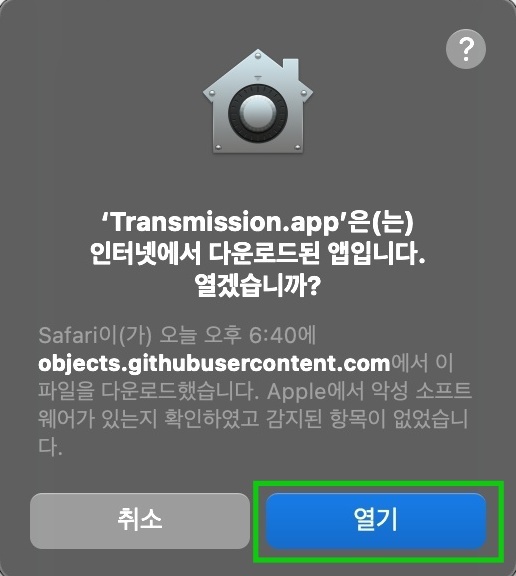 ?
‘Transmission.app’은(는)
인터넷에서 다운로드된 앱입니다.
열겠습니까?
Safari이(가) 오늘 오후 6:40에
objects.githubusercontent.com에서 이
파일을 다운로드했습니다. Apple에서 악성 소프트
웨어가 있는지 확인하였고 감지된 항목이 없었습니
다.
취소
열기